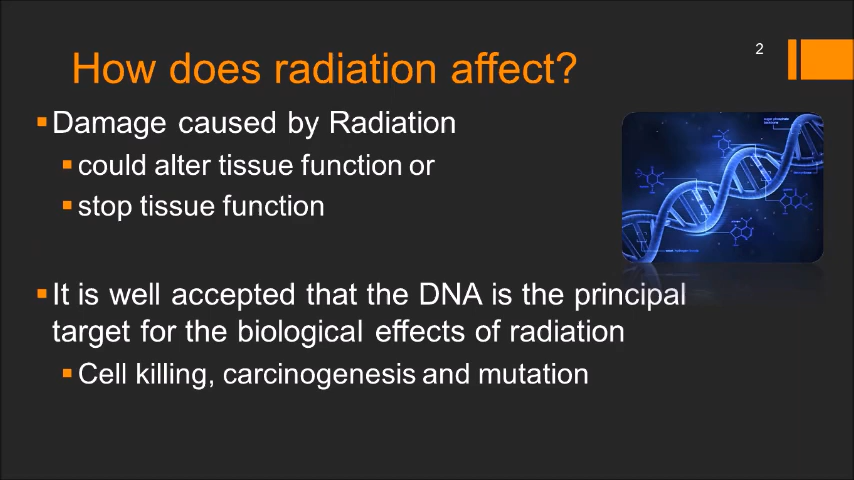 2
How does radiation affect?
Damage caused by Radiation
could alter tissue function or
stop tissue function
It is well accepted that the DNA is the principal
target for the biological effects of radiation
Cell killing, carcinogenesis and mutation